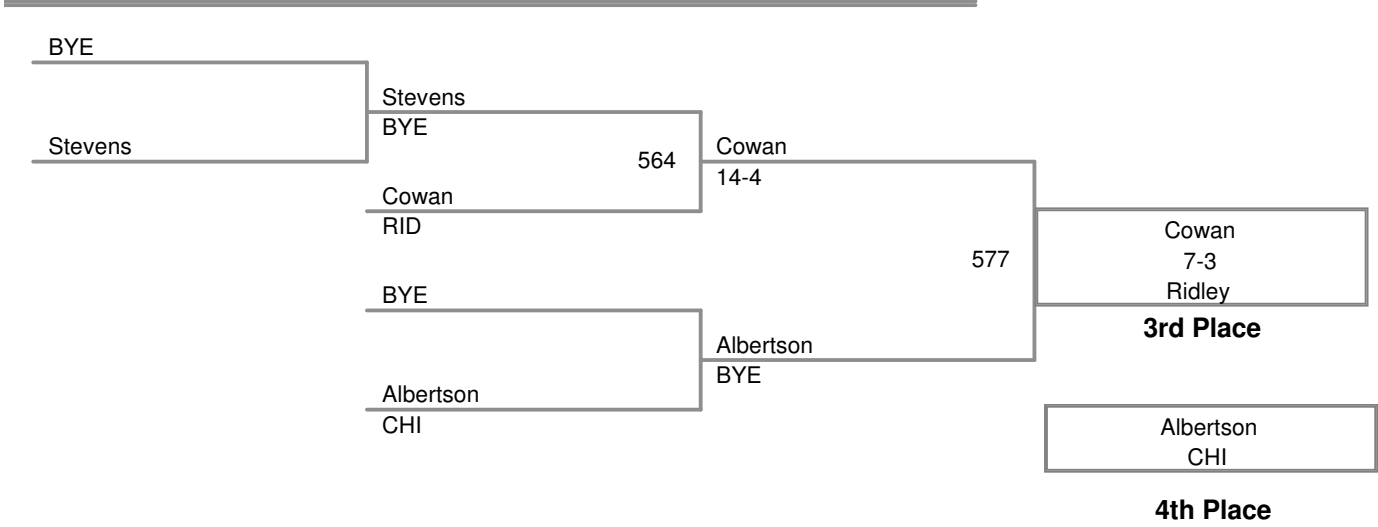 BYE
Stevens
BYE
Stevens
564
Cowan
14-4
Cowan
RID
Cowan
7-3
Ridley
577
BYE
3rd Place
Albertson
BYE
Albertson
CHI
Albertson
CHI
4th Place